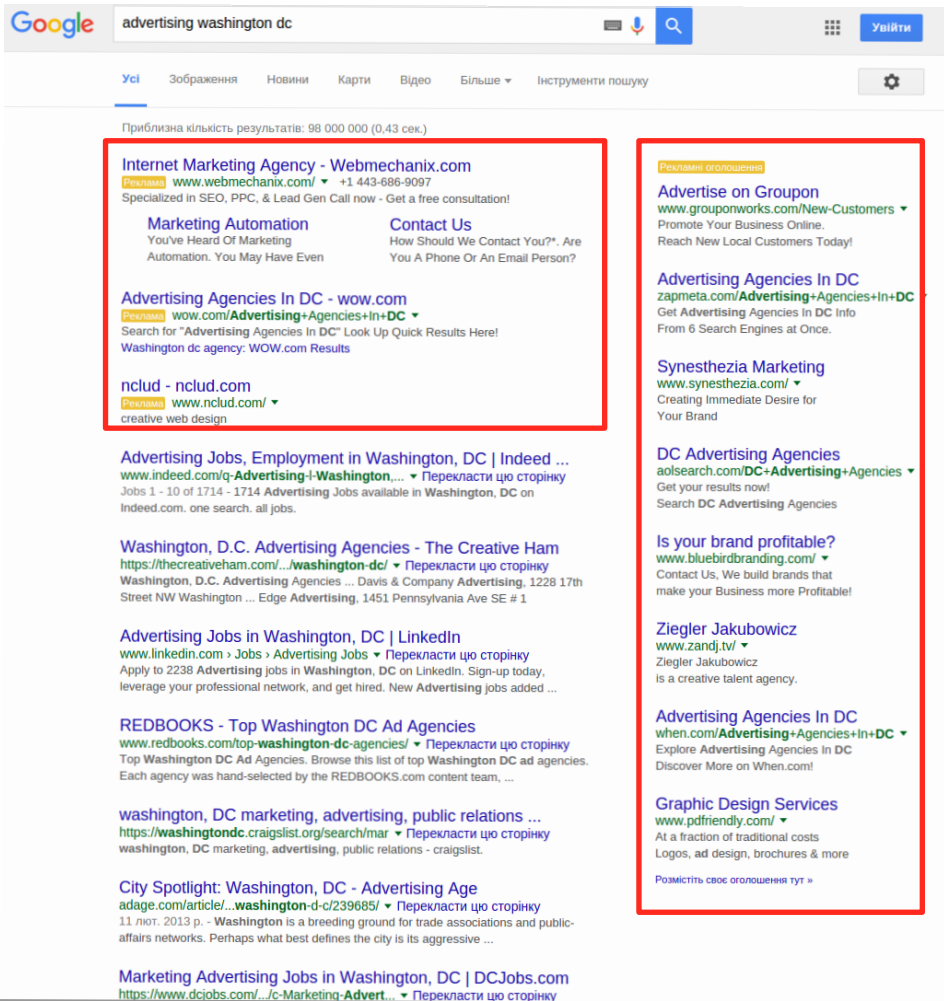 Google
advertising washington dc
Увійти
Усі Зображення Новини Карти Відео Більше Інструменти пошуку
Приблизна кількість результатів: 98 000 000 (0,43 сек.)
Internet Marketing Agency - Webmechanix.com
Реклама www.webmechanix.com/ +1 443-686-9097
Specialized in SEO, PPC, & Lead Gen Call now - Get a free consultation!
Marketing Automation
You've Heard Of Marketing
Automation. You May Have Even
Contact Us
How Should We Contact You?*. Are
You A Phone Or An Email Person?
Advertising Agencies In DC - wow.com
Реклама wow.com/Advertising+Agencies+In+DC
Search for "Advertising Agencies In DC" Look Up Quick Results Here!
Washington dc agency: WOW.com Results
nclud - nclud.com
Реклама www.nclud.com/
creative web design
Advertising Jobs, Employment in Washington, DC | Indeed ...
www.indeed.com/q-Advertising-l-Washington,... Перекласти цю сторінку
Jobs 1 - 10 of 1714 - 1714 Advertising Jobs available in Washington, DC on
Indeed.com. one search. all jobs.
Washington, D.C. Advertising Agencies - The Creative Ham
https://thecreativeham.com/.../washington-dc/ Перекласти цю сторінку
Washington, D.C. Advertising Agencies ... Davis & Company Advertising, 1228 17th
Street NW Washington ... Edge Advertising, 1451 Pennsylvania Ave SE # 1
Advertising Jobs in Washington, DC | LinkedIn
www.linkedin.com › Jobs › Advertising Jobs Перекласти цю сторінку
Apply to 2238 Advertising jobs in Washington, DC on LinkedIn. Sign-up today,
leverage your professional network, and get hired. New Advertising jobs added ...
REDBOOKS - Top Washington DC Ad Agencies
www.redbooks.com/top-washington-dc-agencies/ Перекласти цю сторінку
Top Washington DC Ad Agencies. Browse this list of top Washington DC ad agencies.
Each agency was hand-selected by the REDBOOKS.com content team, ...
washington, DC marketing, advertising, public relations ...
https://washingtondc.craigslist.org/search/mar Перекласти цю сторінку
washington, DC marketing, advertising, public relations - craigslist.
City Spotlight: Washington, DC - Advertising Age
adage.com/article/...washington-d-c/239685/ Перекласти цю сторінку
11 лют. 2013 р. - Washington is a breeding ground for trade associations and public-
affairs networks. Perhaps what best defines the city is its aggressive ...
Marketing Advertising Jobs in Washington, DC | DCJobs.com
https://www.dcjobs.com/.../c-Marketing-Advert... Перекласти цю сторінку
Рекламні оголошення
Advertise on Groupon
www.grouponworks.com/New-Customers
Promote Your Business Online.
Reach New Local Customers Today!
Advertising Agencies In DC
zapmeta.com/Advertising+Agencies+In+DC
Get Advertising Agencies In DC Info
From 6 Search Engines at Once.
Synesthezia Marketing
www.synesthezia.com/
Creating Immediate Desire for
Your Brand
DC Advertising Agencies
aolsearch.com/DC+Advertising+Agencies
Get your results now!
Search DC Advertising Agencies
Is your brand profitable?
www.bluebirdbranding.com/
Contact Us, We build brands that
make your Business more Profitable!
Ziegler Jakubowicz
www.zandj.tv/
Ziegler Jakubowicz
is a creative talent agency.
Advertising Agencies In DC
when.com/Advertising+Agencies+In+DC
Explore Advertising Agencies In DC
Discover More on When.com!
Graphic Design Services
www.pdfriendly.com/
At a fraction of traditional costs
Logos, ad design, brochures & more
Розмістіть своє оголошення тут »